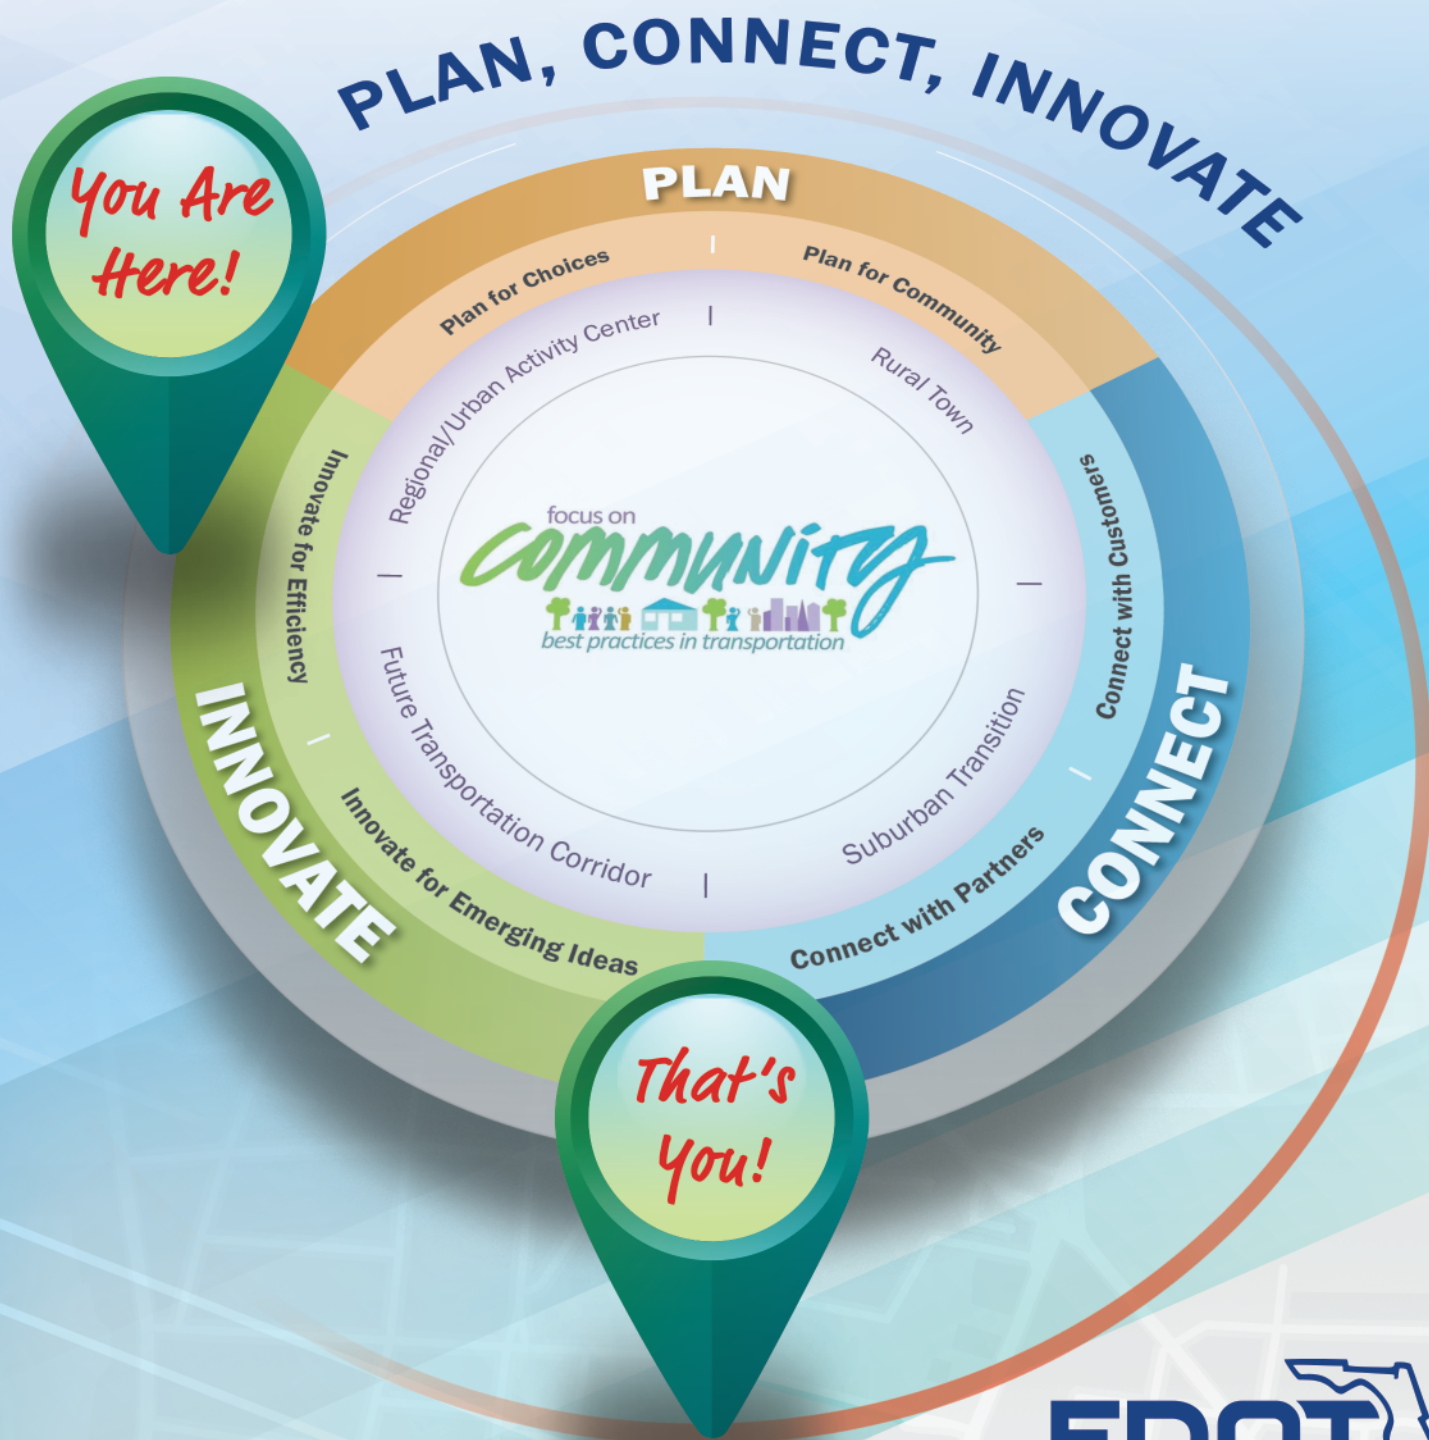 PLAN, CONNECT, INNOVATE
You Are
Here!
PLAN
Plan for Choices
Plan for Community
Regional/Urban Activity Center
Rural Town
Innovate for Efficiency
Connect with Customers
focus on
community
best practices in transportation
Future Transportation Corridor
Suburban Transition
INNOVATE
CONNECT
Innovate for Emerging Ideas
Connect with Partners
That's
You!
FDOT